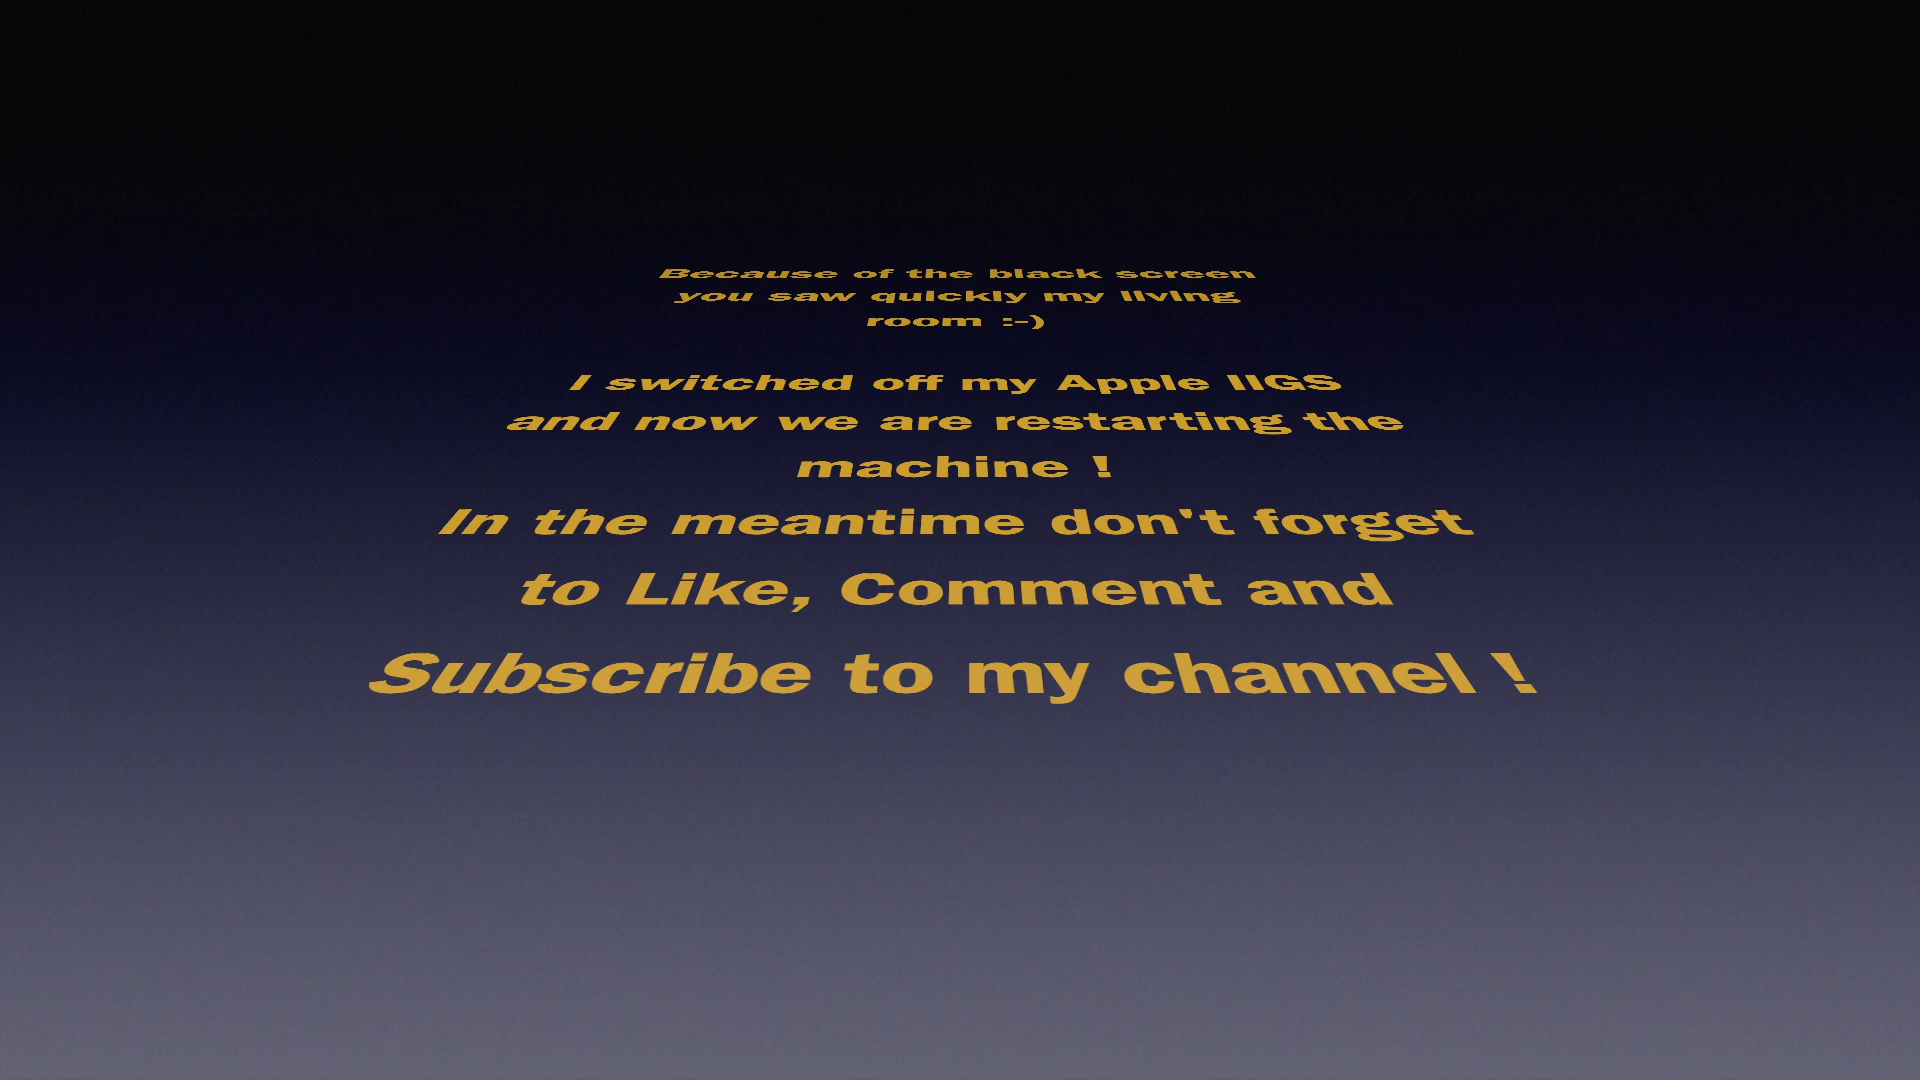 Because of the black screen
you saw quickly my living
room :-)
I switched off my Apple IIGS
and now we are restarting the
machine !
In the meantime don't forget
to Like, Comment and
Subscribe to my channel !